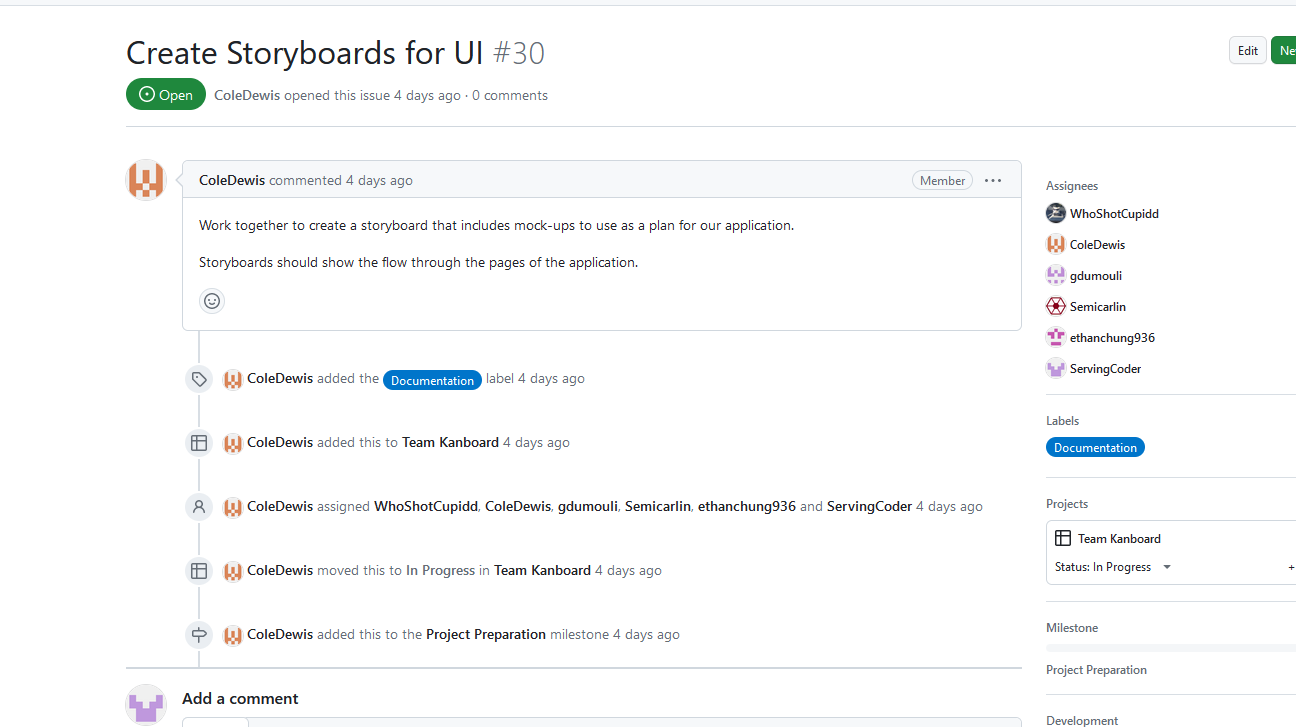 Create Storyboards for UI #30
Edit
Open
ColeDewis opened this issue 4 days ago · 0 comments
ColeDewis commented 4 days ago
Member
Work together to create a storyboard that includes mock-ups to use as a plan for our application.
Storyboards should show the flow through the pages of the application.
ColeDewis added the Documentation label 4 days ago
ColeDewis added this to Team Kanboard 4 days ago
ColeDewis assigned WhoShotCupidd, ColeDewis, gdumouli, Semicarlin, ethanchung936 and ServingCoder 4 days ago
ColeDewis moved this to In Progress in Team Kanboard 4 days ago
ColeDewis added this to the Project Preparation milestone 4 days ago
Add a comment
Assignees
WhoShotCupidd
ColeDewis
gdumouli
Semicarlin
ethanchung936
ServingCoder
Labels
Documentation
Projects
Team Kanboard
Status: In Progress
+
Milestone
Project Preparation
Development